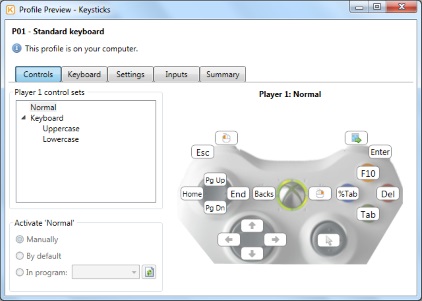 Profile Preview - Keysticks
P01 - Standard keyboard
This profile is on your computer.
Controls Keyboard Settings Inputs Summary
Player 1 control sets
Normal
Keyboard
Uppercase
Lowercase
Player 1: Normal
Esc Enter
Pg Up F10
Home End Backs %Tab Del
Pg Dn Tab
Activate 'Normal'
Manually
By default
In program: